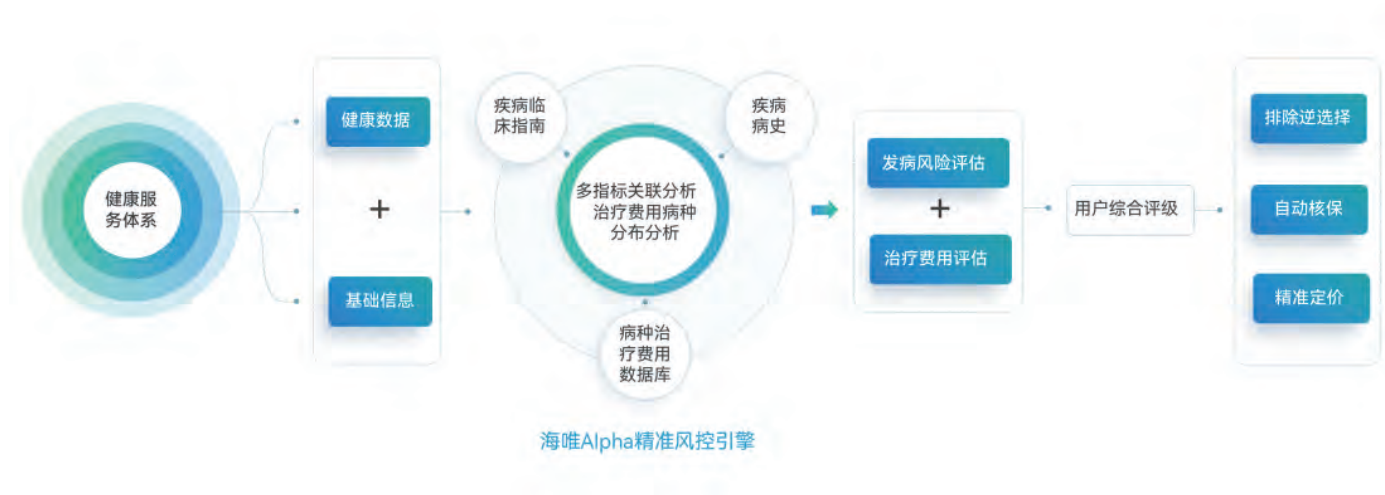 健康服
务体系
健康数据
+
基础信息
疾病临
床指南
疾病
病史
多指标关联分析
治疗费用病种
分布分析
病种治
疗费用
数据库
海唯Alpha精准风控引擎
发病风险评估
+
治疗费用评估
用户综合评级
排除逆选择
自动核保
精准定价